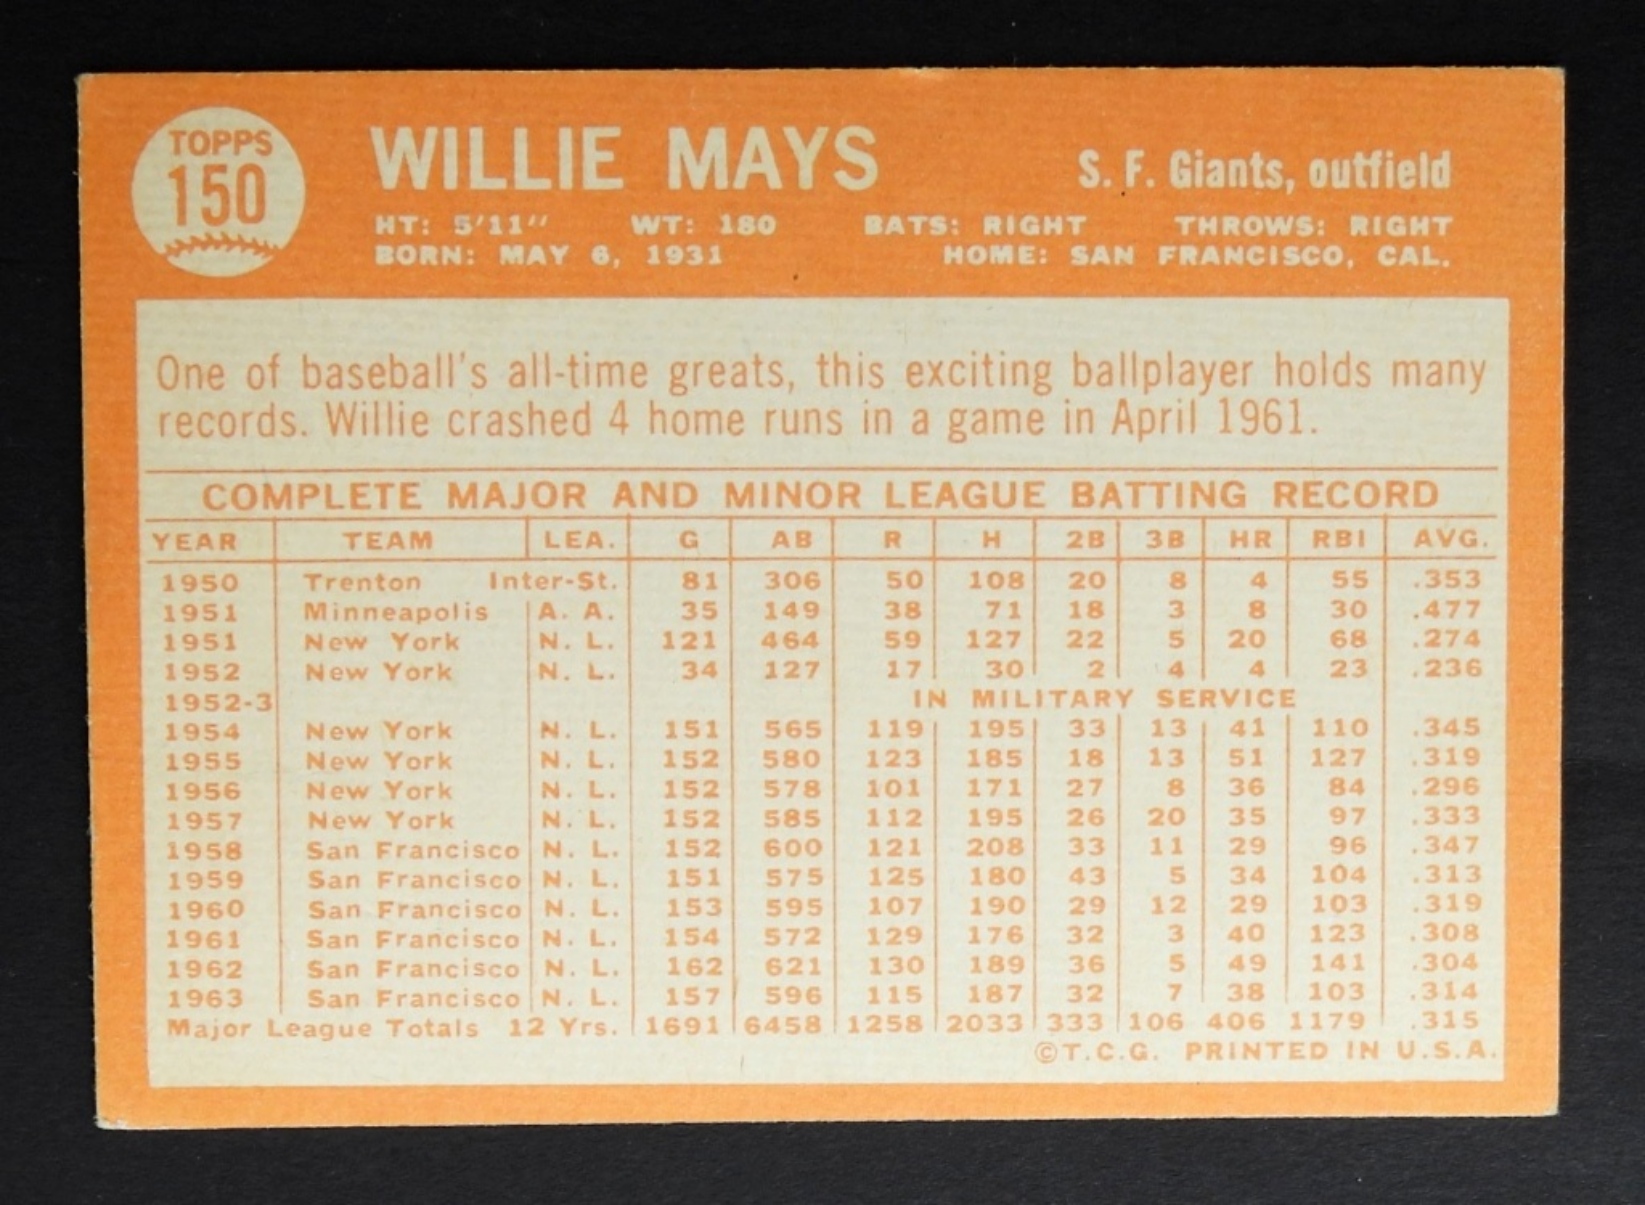 TOPPS
150
WILLIE MAYS
S. F. Giants, outfield
HT: 5'11" WT: 180 BATS: RIGHT THROWS: RIGHT
BORN: MAY 6, 1931 HOME: SAN FRANCISCO, CAL.
One of baseball's all-time greats, this exciting ballplayer holds many
records. Willie crashed 4 home runs in a game in April 1961.
COMPLETE MAJOR AND MINOR LEAGUE BATTING RECORD
YEAR TEAM LEA. G AB R H 2B 3B HR RBI AVG.
1950 Trenton Inter-St. 81 306 50 108 20 8 4 55 .353
1951 Minneapolis A. A. 35 149 38 71 18 3 8 30 .477
1951 New York N. L. 121 464 59 127 22 5 20 68 .274
1952 New York N. L. 34 127 17 30 2 4 4 23 .236
1952-3 IN MILITARY SERVICE
1954 New York N. L. 151 565 119 195 33 13 41 110 .345
1955 New York N. L. 152 580 123 185 18 13 51 127 .319
1956 New York N. L. 152 578 101 171 27 8 36 84 .296
1957 New York N. L. 152 585 112 195 26 20 35 97 .333
1958 San Francisco N. L. 152 600 121 208 33 11 29 96 .347
1959 San Francisco N. L. 151 575 125 180 43 5 34 104 .313
1960 San Francisco N. L. 153 595 107 190 29 12 29 103 .319
1961 San Francisco N. L. 154 572 129 176 32 3 40 123 .308
1962 San Francisco N. L. 162 621 130 189 36 5 49 141 .304
1963 San Francisco N. L. 157 596 115 187 32 7 38 103 .314
Major League Totals 12 Yrs. 1691 6458 1258 2033 333 106 406 1179 .315
©T.C.G. PRINTED IN U.S.A.